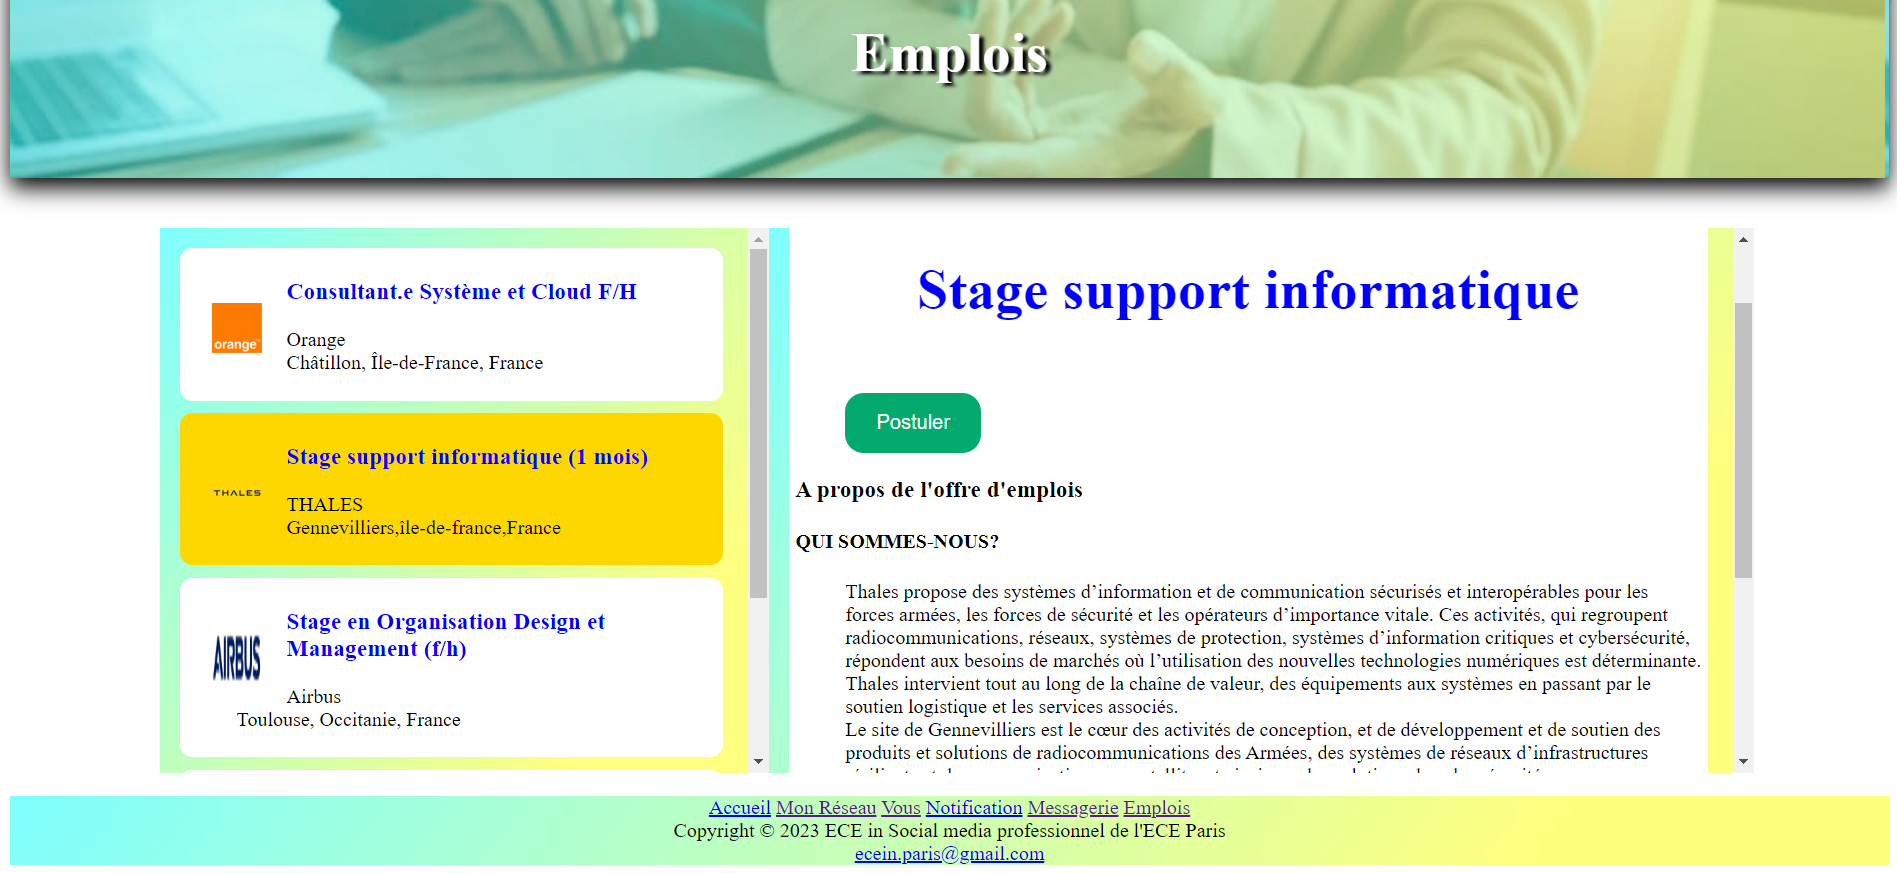 Emplois
Consultant.e Système et Cloud F/H
orange
Orange
Châtillon, Île-de-France, France
Stage support informatique (1 mois)
THALES
THALES
Gennevilliers,île-de-france,France
Stage en Organisation Design et
Management (f/h)
AIRBUS
Airbus
Toulouse, Occitanie, France
Stage support informatique
Postuler
A propos de l'offre d'emplois
QUI SOMMES-NOUS?
Thales propose des systèmes d’information et de communication sécurisés et interopérables pour les
forces armées, les forces de sécurité et les opérateurs d’importance vitale. Ces activités, qui regroupent
radiocommunications, réseaux, systèmes de protection, systèmes d’information critiques et cybersécurité,
répondent aux besoins de marchés où l’utilisation des nouvelles technologies numériques est déterminante.
Thales intervient tout au long de la chaîne de valeur, des équipements aux systèmes en passant par le
soutien logistique et les services associés.
Le site de Gennevilliers est le cœur des activités de conception, et de développement et de soutien des
produits et solutions de radiocommunications des Armées, des systèmes de réseaux d’infrastructures
Accueil Mon Réseau Vous Notification Messagerie Emplois
Copyright © 2023 ECE in Social media professionnel de l'ECE Paris
ecein.paris@gmail.com